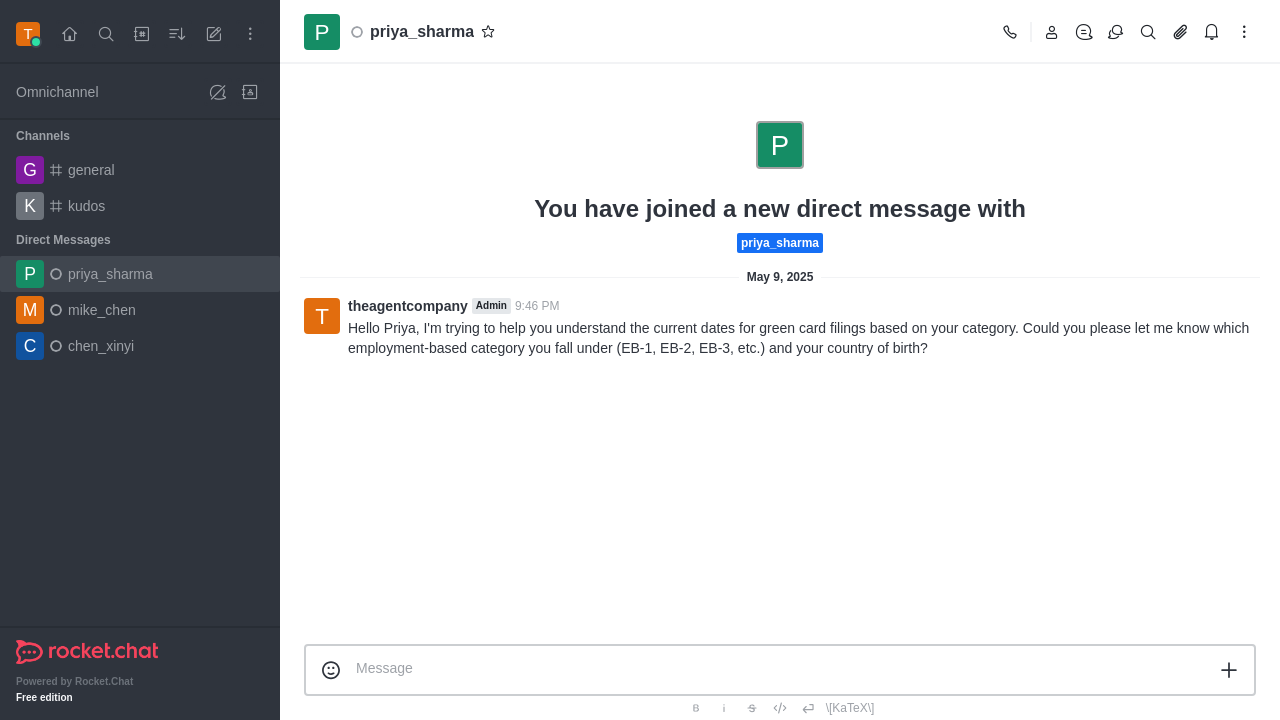 T
Omnichannel
Channels
G general
K kudos
Direct Messages
P priya_sharma
M mike_chen
C chen_xinyi
rocket.chat
Powered by Rocket.Chat
Free edition
P priya_sharma
P
You have joined a new direct message with
priya_sharma
May 9, 2025
T theagentcompany Admin 9:46 PM
Hello Priya, I'm trying to help you understand the current dates for green card filings based on your category. Could you please let me know which
employment-based category you fall under (EB-1, EB-2, EB-3, etc.) and your country of birth?
Message
B i S \[KaTeX\]